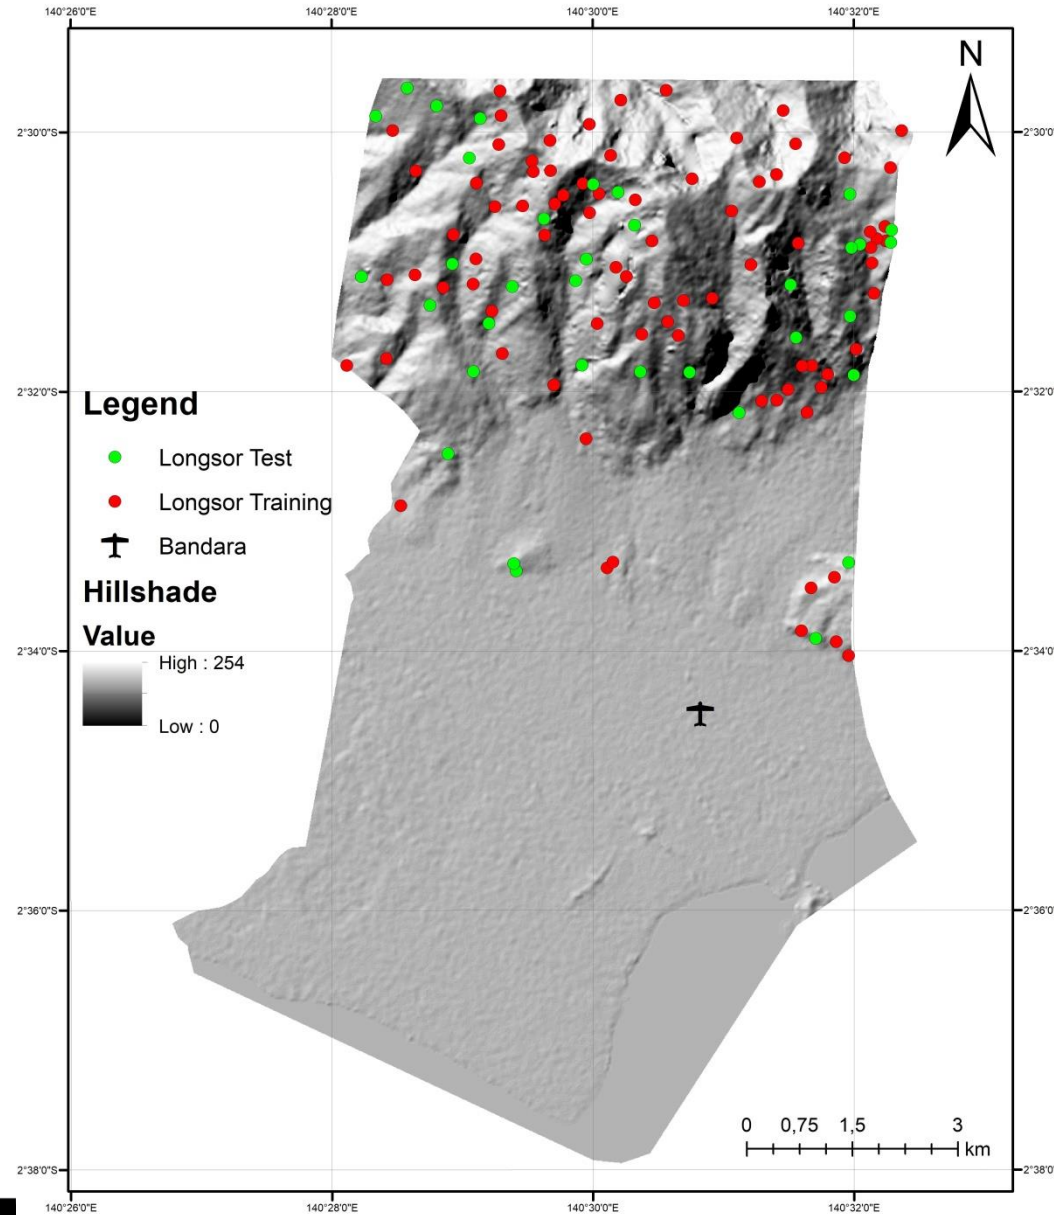 140°26'0"E 140°28'0"E 140°30'0"E 140°32'0"E
N
2°30'0"S 2°30'0"
2°32'0"S 2°32'0"
Legend
Longsor Test
Longsor Training
Bandara
Hillshade
Value
High : 254
Low : 0
2°34'0"S 2°34'0"
2°36'0"S 2°36'0"
0 0,75 1,5 3
km
2°38'0"S 2°38'0"
140°26'0"E 140°28'0"E 140°30'0"E 140°32'0"E